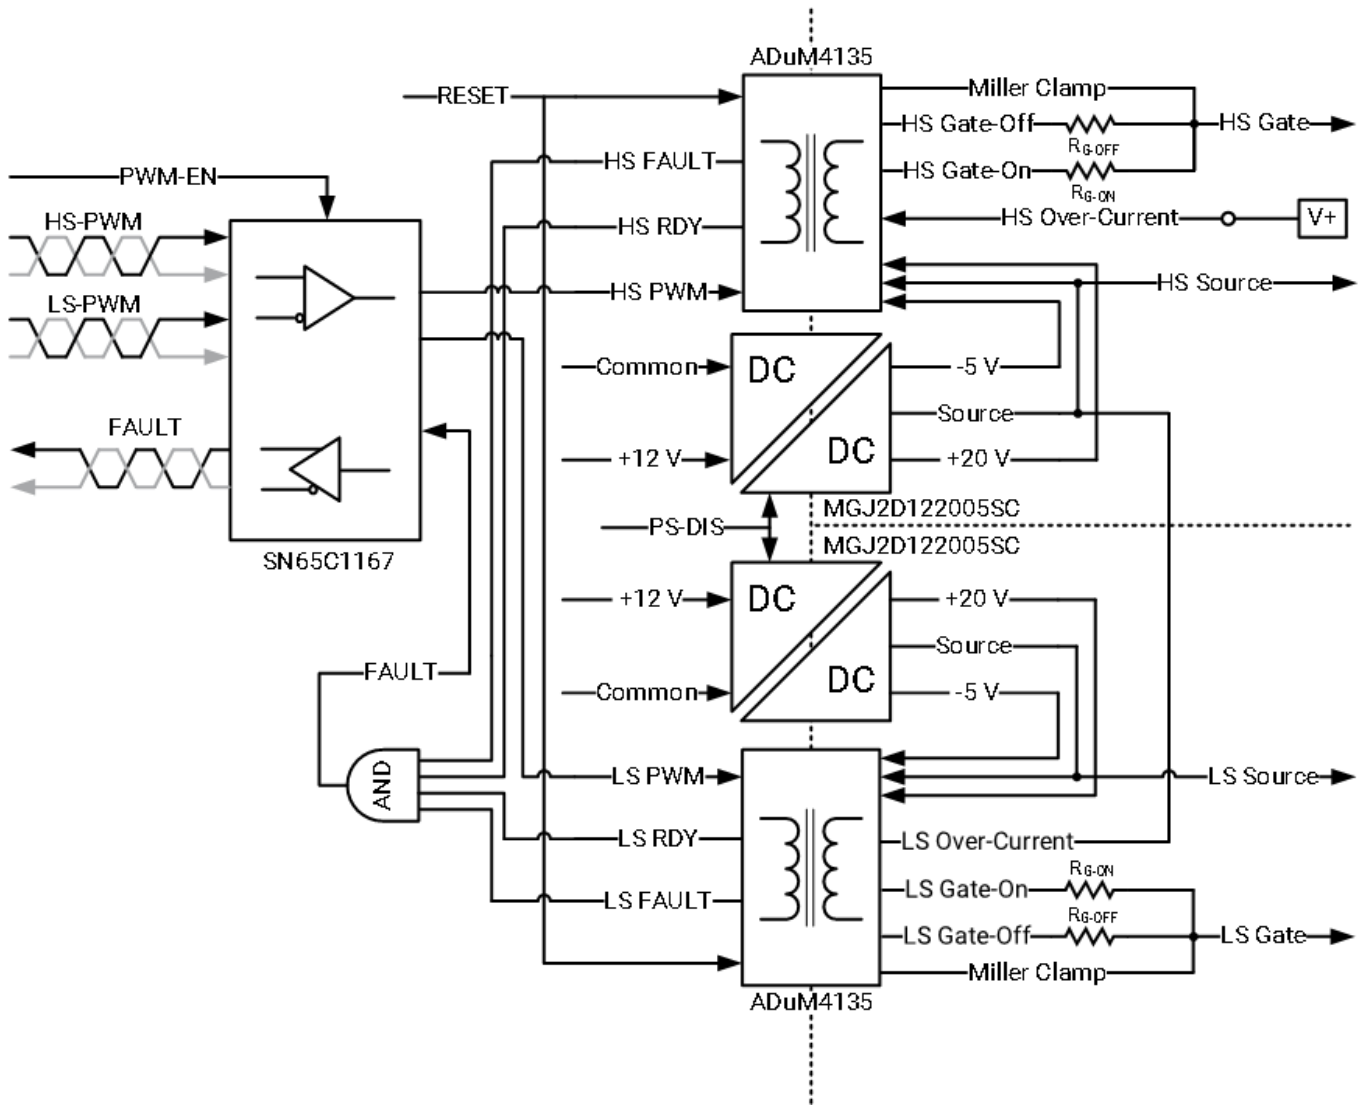 ADuM4135
RESET
Miller Clamp
HS Gate-Off
HS Gate
RG-OFF
HS FAULT
HS Gate-On
PWM-EN
RG-ON
HS-PWM
HS Over-Current
V+
HS RDY
HS Source
HS PWM
LS-PWM
Common
DC
-5 V
Source
FAULT
+12 V
DC
+20 V
MGJ2D122005SC
PS-DIS
MGJ2D122005SC
SN65C1167
+12 V
DC
+20 V
Source
FAULT
Common
DC
-5 V
AND
LS PWM
LS Source
LS RDY
LS Over-Current
RG-ON
LS Gate-On
LS FAULT
RG-OFF
LS Gate-Off
LS Gate
Miller Clamp
ADuM4135